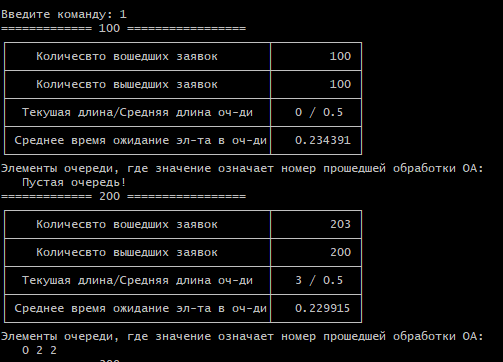 Введите команду: 1
============= 100 =================
Количесвто вошедших заявок 100
Количесвто вышедших заявок 100
Текушая длина/Средняя длина оч-ди 0 / 0.5
Среднее время ожидание эл-та в оч-ди 0.234391
Элементы очереди, где значение означает номер прошедшей обработки ОА:
Пустая очередь!
============= 200 =================
Количесвто вошедших заявок 203
Количесвто вышедших заявок 200
Текушая длина/Средняя длина оч-ди 3 / 0.5
Среднее время ожидание эл-та в оч-ди 0.229915
Элементы очереди, где значение означает номер прошедшей обработки ОА:
0 2 2